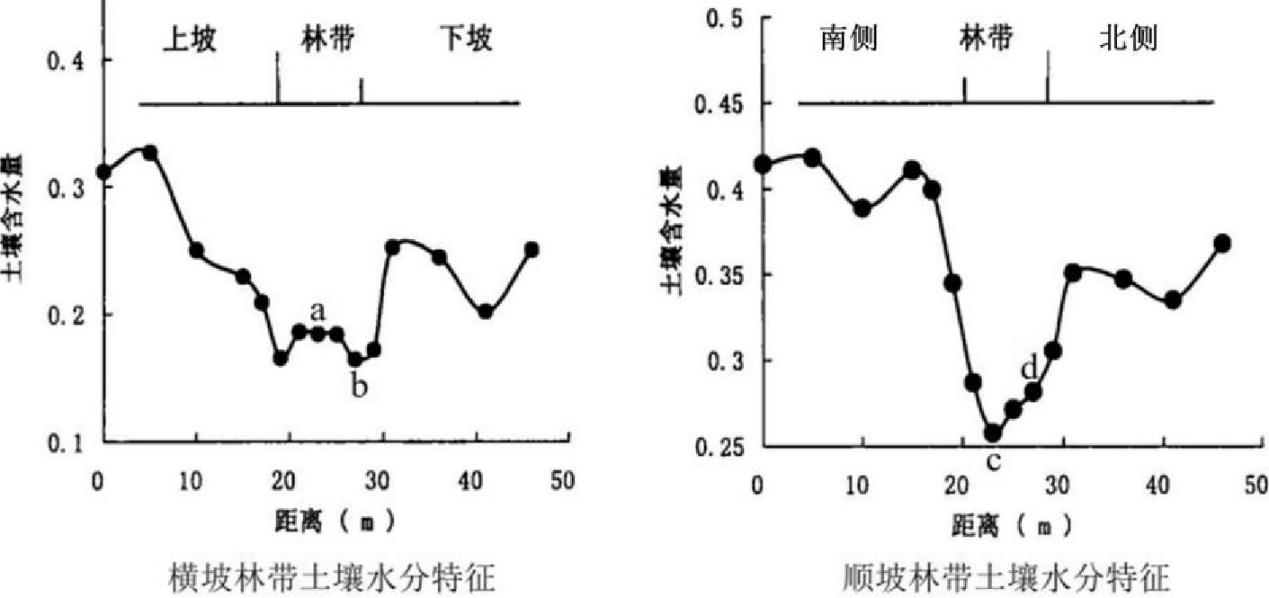 上坡 林带 下坡
0.4
0.3
0.2
0.1
土壤含水量
a
b
0 10 20 30 40 50
距离（m）
横坡林带土壤水分特征
南侧 林带 北侧
0.5
0.45
0.4
0.35
0.3
0.25
土壤含水量
d
c
0 10 20 30 40 50
距离（m）
顺坡林带土壤水分特征